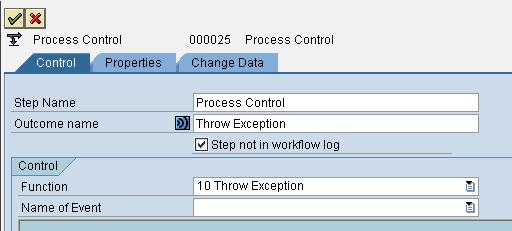 Process Control 000025 Process Control
Control Properties Change Data
Step Name Process Control
Outcome name Throw Exception
Step not in workflow log
Control
Function 10 Throw Exception
Name of Event